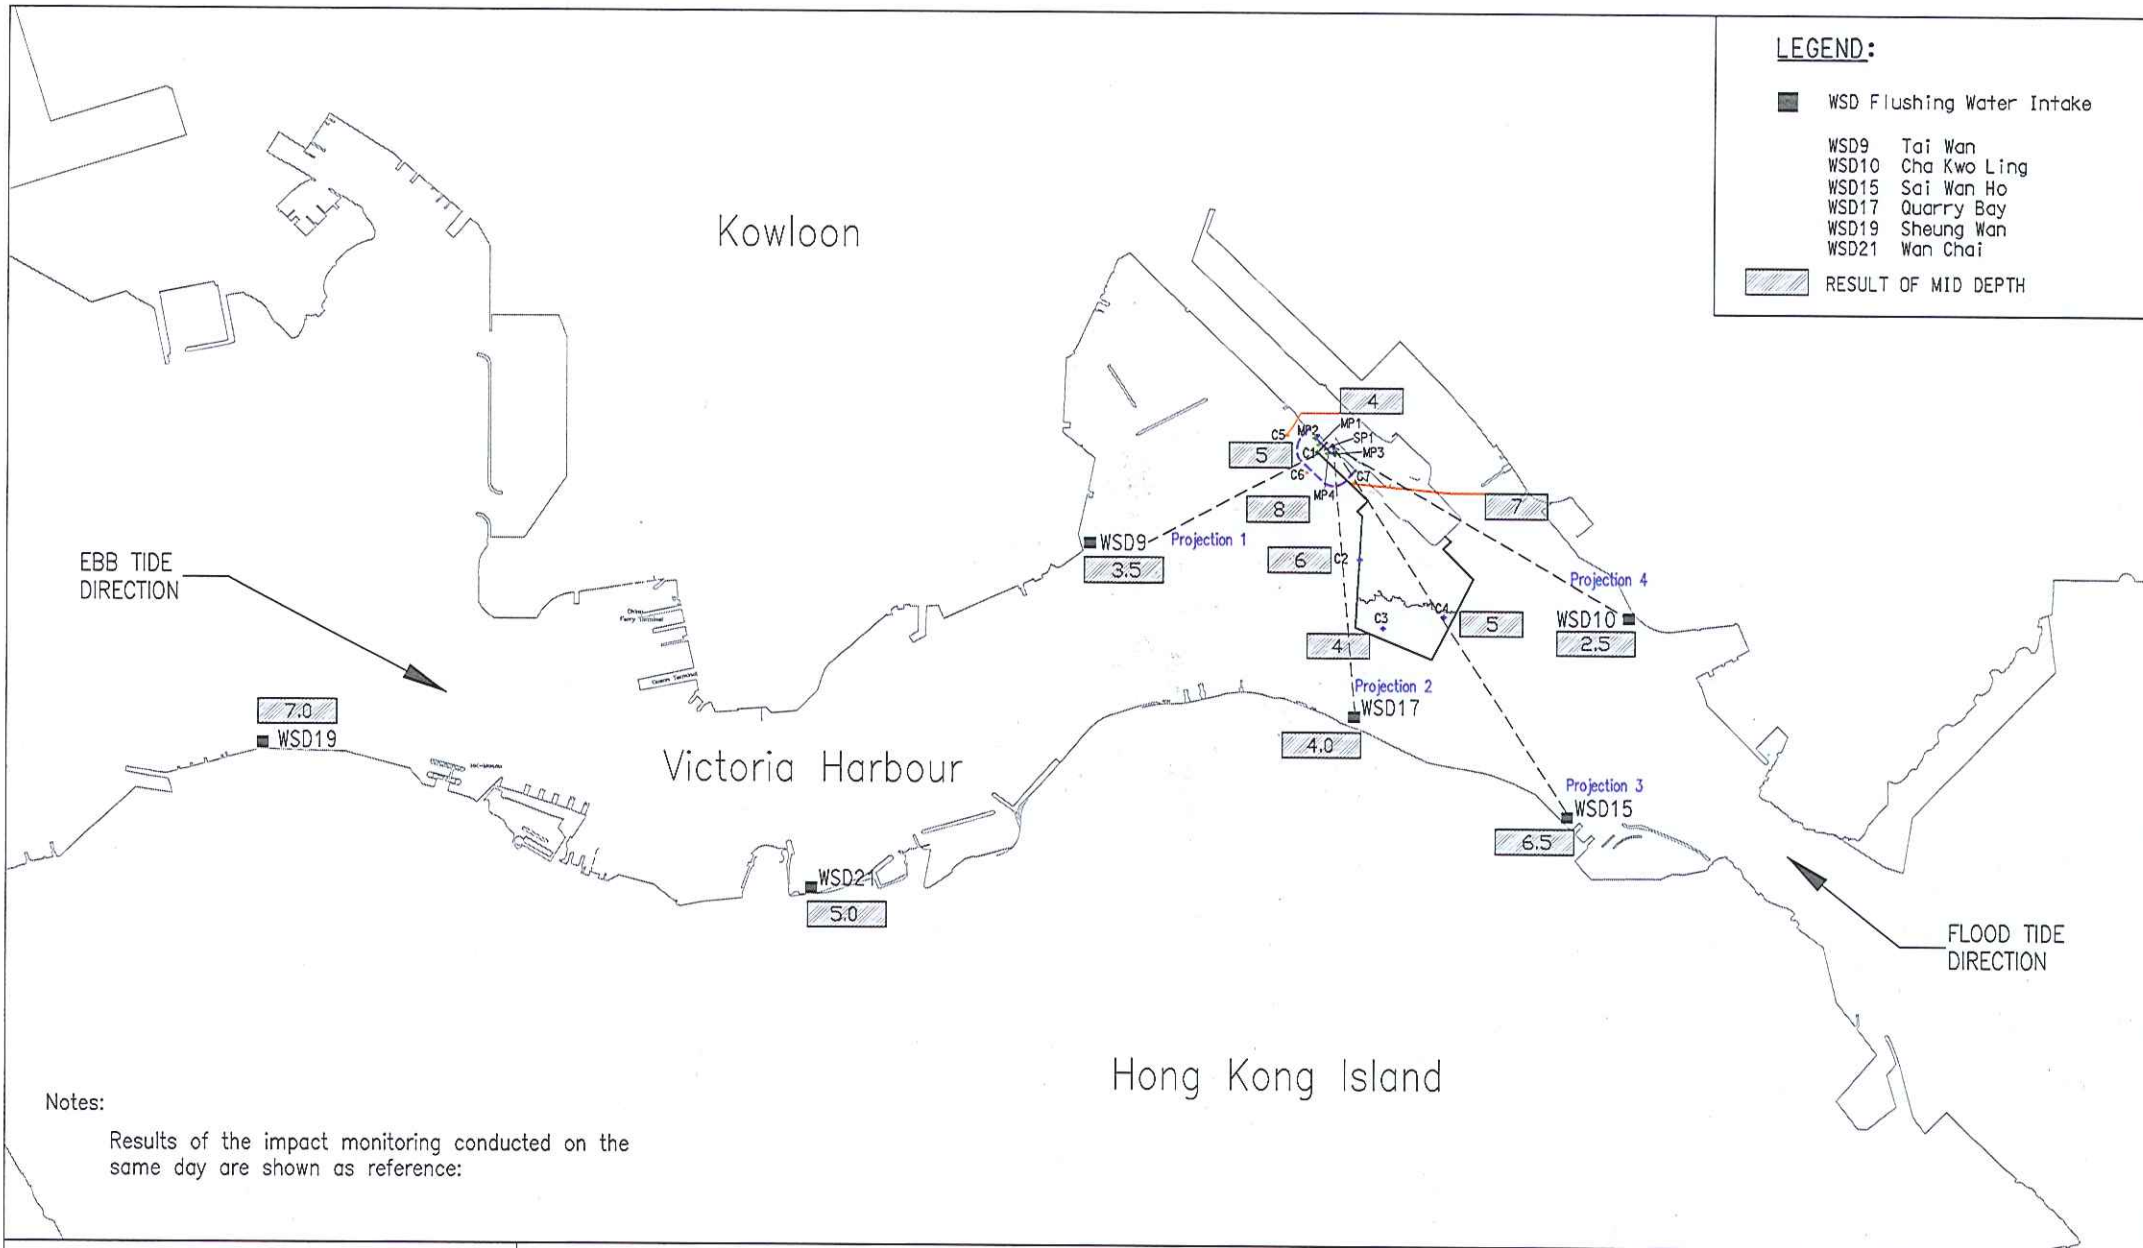 LEGEND:
WSD Flushing Water Intake
WSD9 Tai Wan
WSD10 Cha Kwo Ling
WSD15 Sai Wan Ho
WSD17 Quarry Bay
WSD19 Sheung Wan
WSD21 Wan Chai
RESULT OF MID DEPTH
Kowloon
4
MP1
MP2
C5
SP1
5
C1
MP3
C6
C7
MP4
8
7
WSD9
Projection 1
3.5
6
C2
EBB TIDE
DIRECTION
Projection 4
Ferry Terminal
C4
C3
5
WSD10
4
2.5
Ocean Terminal
Projection 2
WSD17
7.0
WSD19
4.0
Victoria Harbour
Projection 3
WSD15
6.5
WSD21
5.0
FLOOD TIDE
DIRECTION
Hong Kong Island
Notes:
Results of the impact monitoring conducted on the
same day are shown as reference: